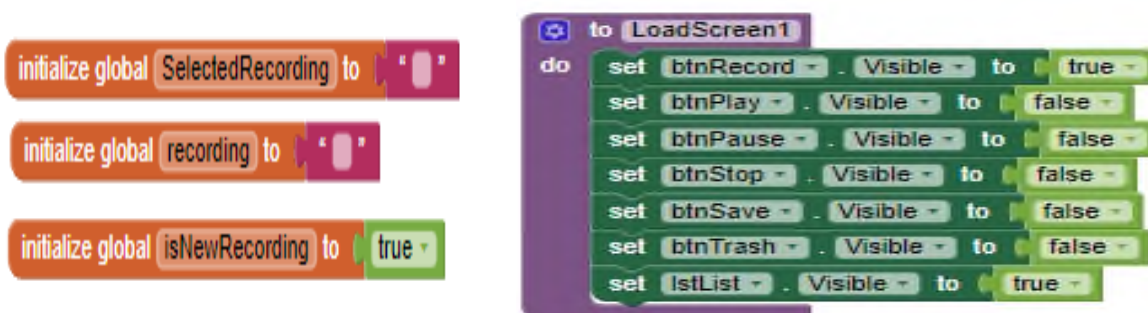 initialize global SelectedRecording to " "
initialize global recording to " "
initialize global isNewRecording to true
to LoadScreen1
do set btnRecord . Visible to true
set btnPlay . Visible to false
set btnPause . Visible to false
set btnStop . Visible to false
set btnSave . Visible to false
set btnTrash . Visible to false
set lstList . Visible to true